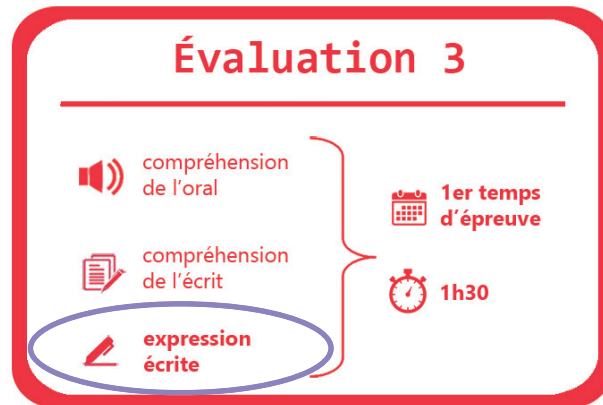 Évaluation 3
compréhension
de l'oral
compréhension
de l'écrit
expression
écrite
1er temps
d'épreuve
1h30